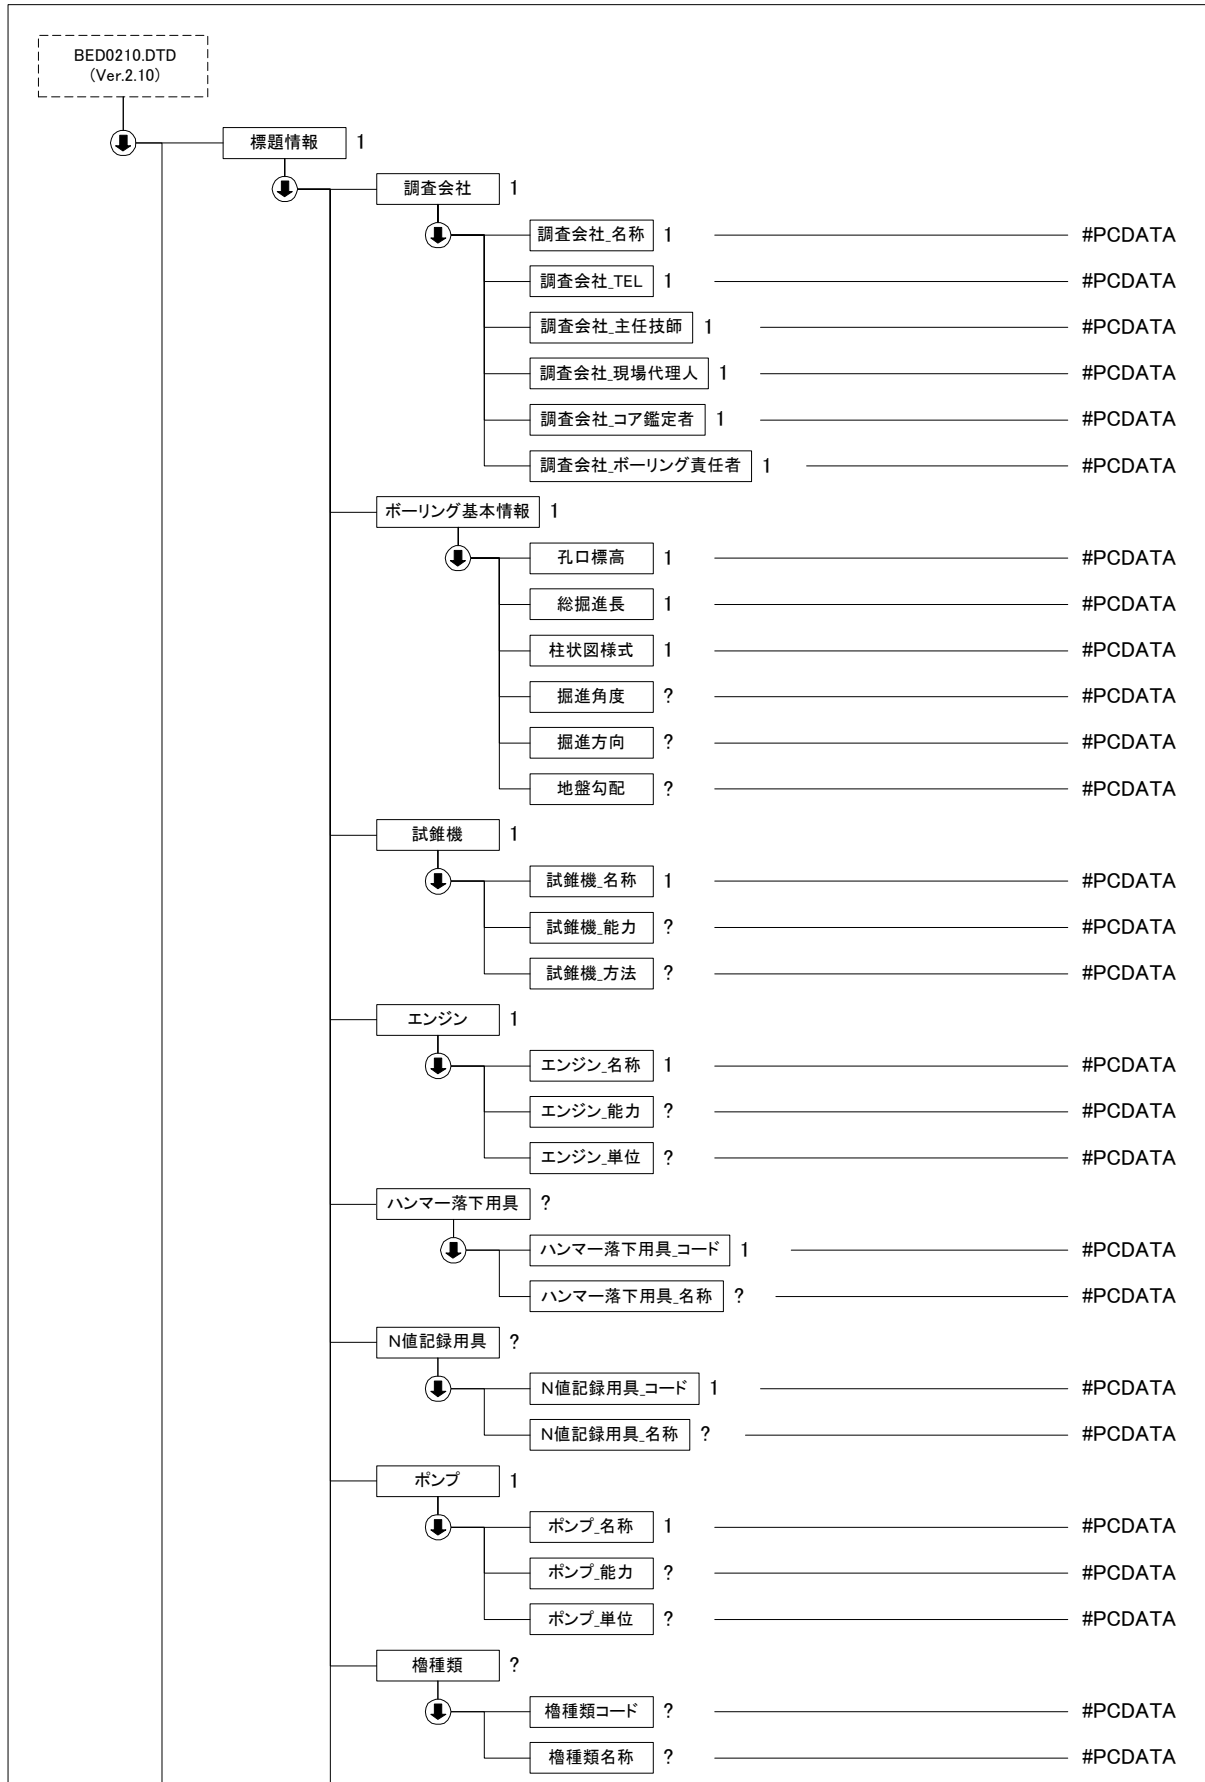 BED0210.DTD
(Ver.2.10)
標題情報 1
調査会社 1
調査会社_名称 1 #PCDATA
調査会社_TEL 1 #PCDATA
調査会社_主任技師 1 #PCDATA
調査会社_現場代理人 1 #PCDATA
調査会社_コア鑑定者 1 #PCDATA
調査会社_ボーリング責任者 1 #PCDATA
ボーリング基本情報 1
孔口標高 1 #PCDATA
総掘進長 1 #PCDATA
柱状図様式 1 #PCDATA
掘進角度 ? #PCDATA
掘進方向 ? #PCDATA
地盤勾配 ? #PCDATA
試錐機 1
試錐機_名称 1 #PCDATA
試錐機_能力 ? #PCDATA
試錐機_方法 ? #PCDATA
エンジン 1
エンジン_名称 1 #PCDATA
エンジン_能力 ? #PCDATA
エンジン_単位 ? #PCDATA
ハンマー落下用具 ?
ハンマー落下用具_コード 1 #PCDATA
ハンマー落下用具_名称 ? #PCDATA
N値記録用具 ?
N値記録用具_コード 1 #PCDATA
N値記録用具_名称 ? #PCDATA
ポンプ 1
ポンプ_名称 1 #PCDATA
ポンプ_能力 ? #PCDATA
ポンプ_単位 ? #PCDATA
櫓種類 ?
櫓種類コード ? #PCDATA
櫓種類名称 ? #PCDATA